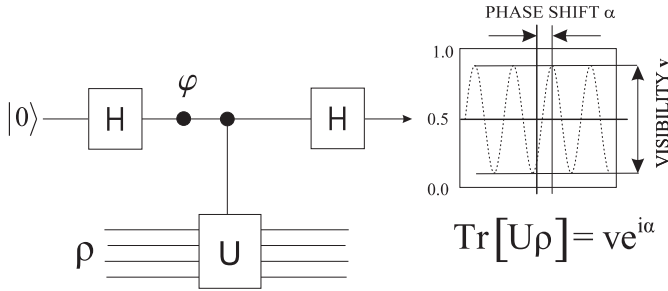 PHASE SHIFT α
1.0
φ
|0⟩ H H 0.5
VISIBILITY v
0.0
ρ U
Tr[Uρ] = ve^{iα}